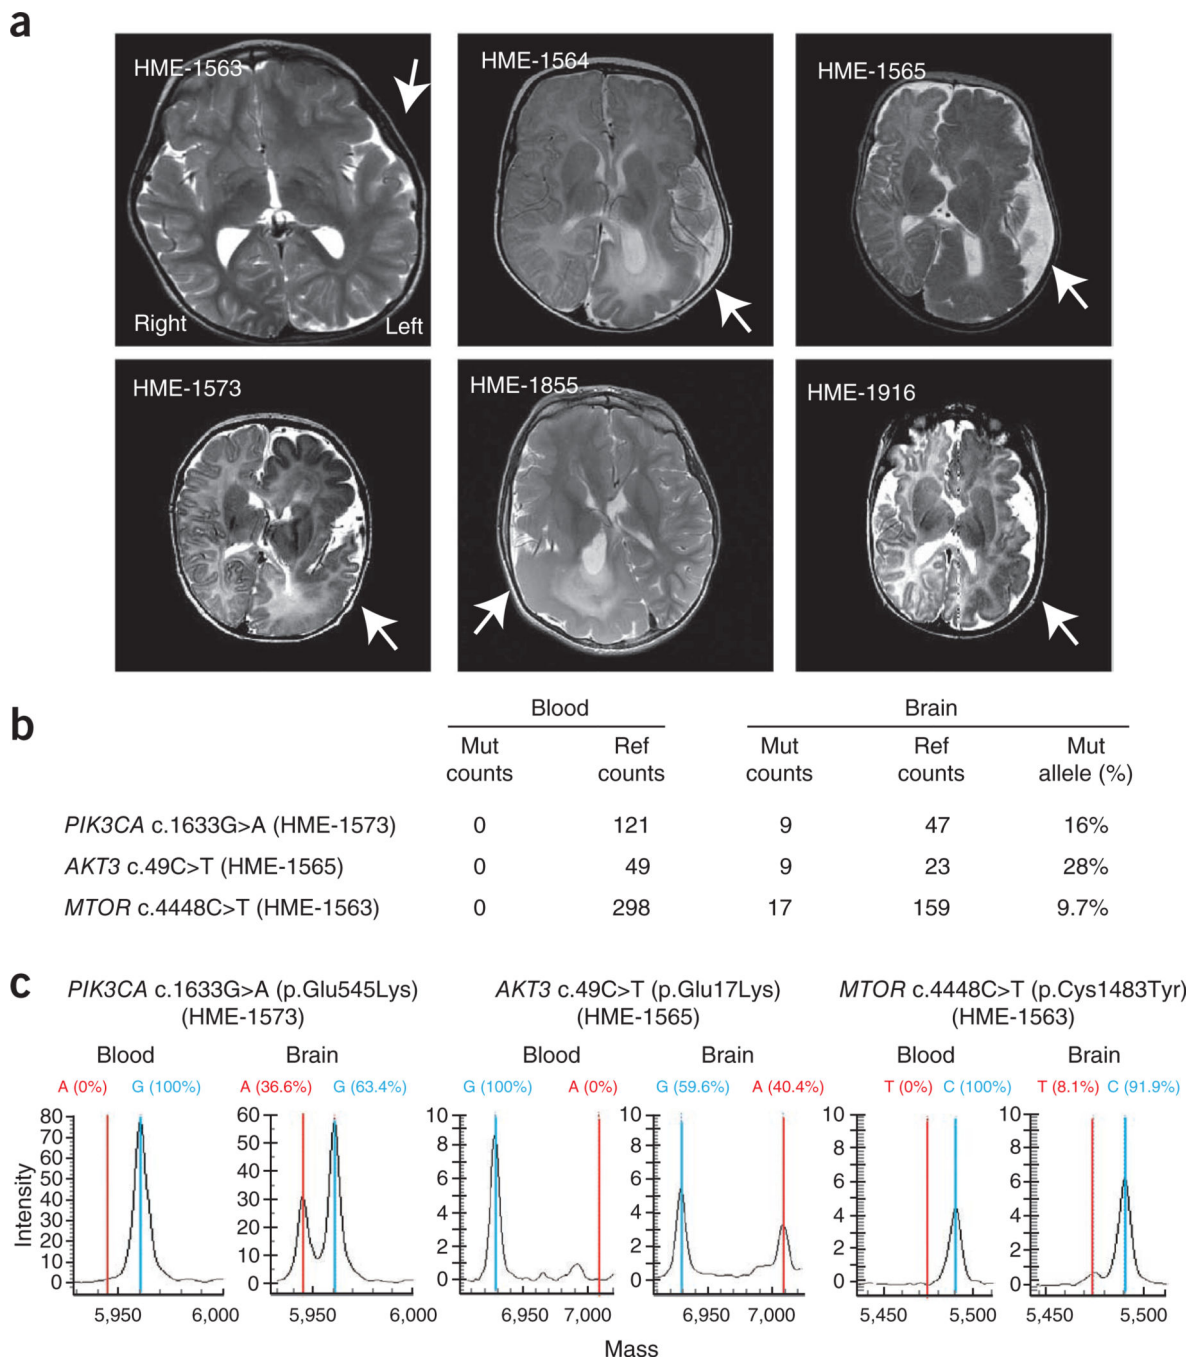 a
HME-1563
HME-1564
HME-1565
Right
Left
HME-1573
HME-1855
HME-1916
b
Blood Brain
Mut counts Ref counts Mut counts Ref counts Mut allele (%)
PIK3CA c.1633G>A (HME-1573) 0 121 9 47 16%
AKT3 c.49C>T (HME-1565) 0 49 9 23 28%
MTOR c.4448C>T (HME-1563) 0 298 17 159 9.7%
c
PIK3CA c.1633G>A (p.Glu545Lys) AKT3 c.49C>T (p.Glu17Lys) MTOR c.4448C>T (p.Cys1483Tyr)
(HME-1573) (HME-1565) (HME-1563)
Blood Brain Blood Brain Blood Brain
A (0%) G (100%) A (36.6%) G (63.4%) G (100%) A (0%) G (59.6%) A (40.4%) T (0%) C (100%) T (8.1%) C (91.9%)
Intensity
80
70
60
50
40
30
20
10
0
60
50
40
30
20
10
0
10
8
6
4
2
0
10
8
6
4
2
0
10
8
6
4
2
0
10
8
6
4
2
0
5,950 6,000 5,950 6,000 6,950 7,000 6,950 7,000 5,450 5,500 5,450 5,500
Mass